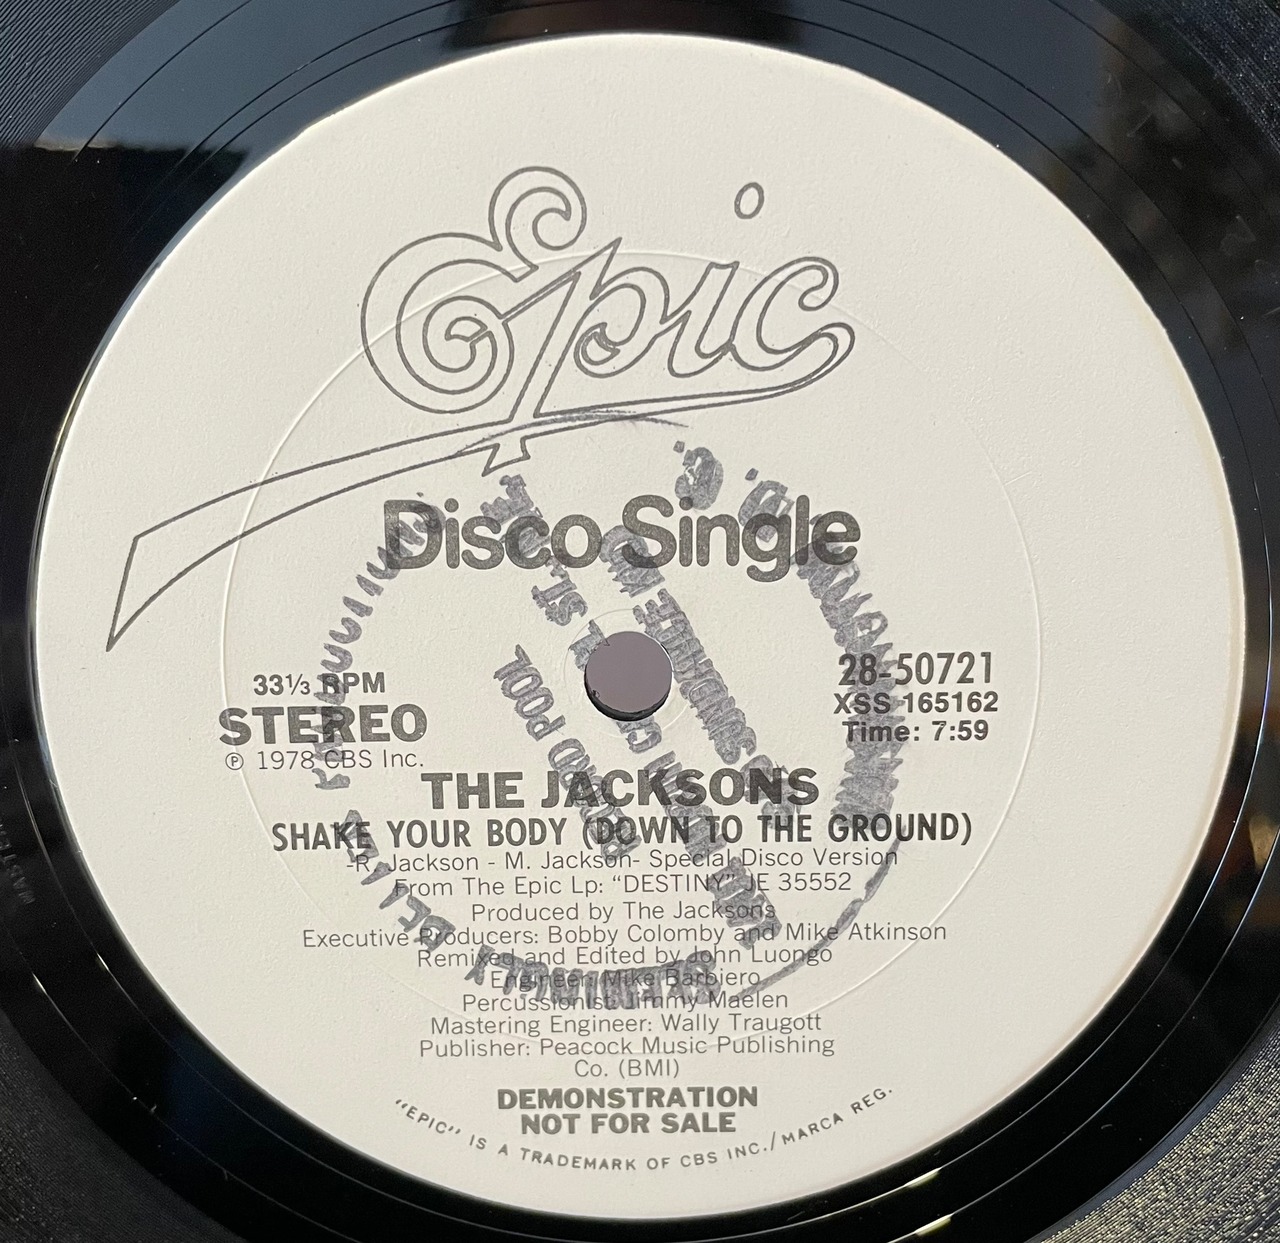 Epic
Disco Single
33⅓ RPM
STEREO
℗ 1978 CBS Inc.
28-50721
XSS 165162
Time: 7:59
THE JACKSONS
SHAKE YOUR BODY (DOWN TO THE GROUND)
-R. Jackson - M. Jackson- Special Disco Version
From The Epic Lp: “DESTINY” JE 35552
Produced by The Jacksons
Executive Producers: Bobby Colomby and Mike Atkinson
Remixed and Edited by John Luongo
Engineer: Mike Barbiero
Percussionist: Jimmy Maelen
Mastering Engineer: Wally Traugott
Publisher: Peacock Music Publishing
Co. (BMI)
DEMONSTRATION
NOT FOR SALE
“EPIC” IS A TRADEMARK OF CBS INC./MARCA REG.
RECORD POOL